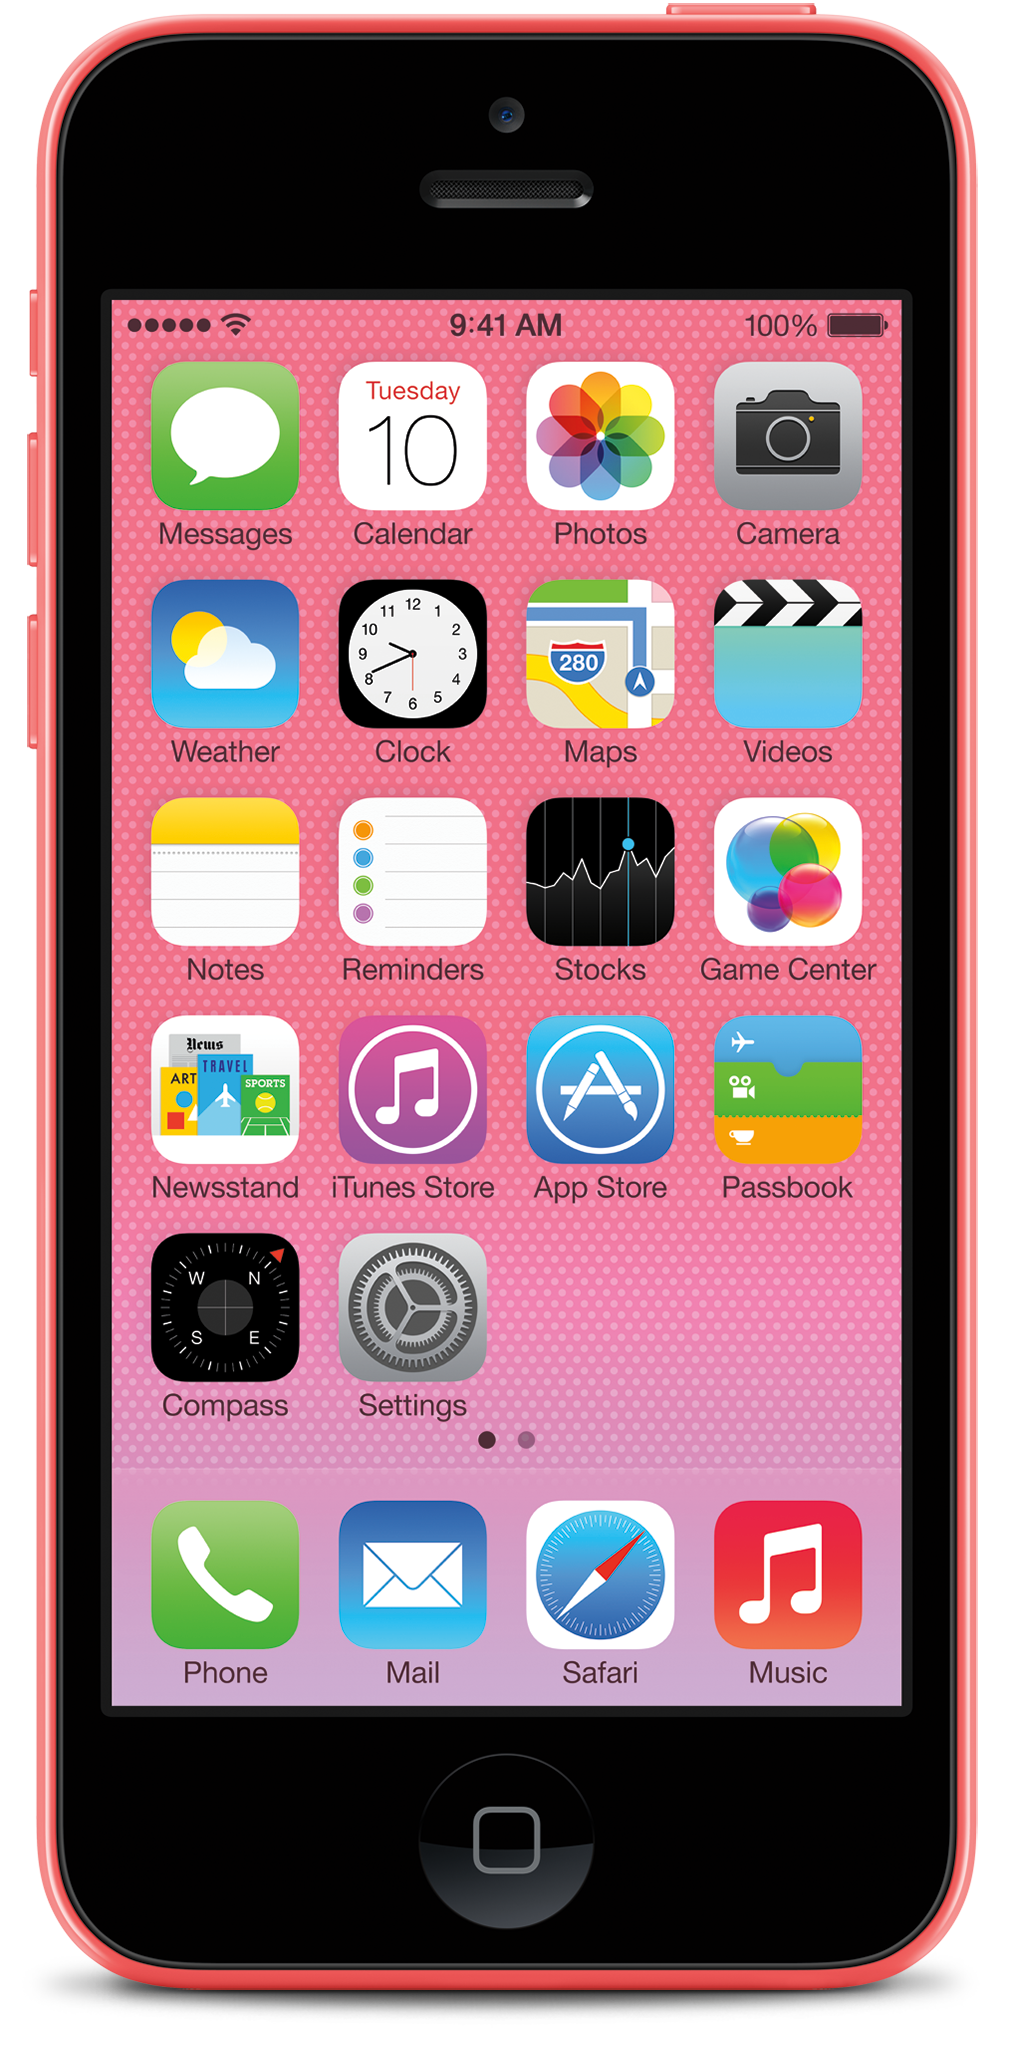 9:41 AM 100%
Tuesday
10
Messages Calendar Photos Camera
12
11 1
10 2
9 3
8 4
7 5
6
280
Weather Clock Maps Videos
Notes Reminders Stocks Game Center
News
TRAVEL
ART
SPORTS
Newsstand iTunes Store App Store Passbook
W N
S E
Compass Settings
Phone Mail Safari Music